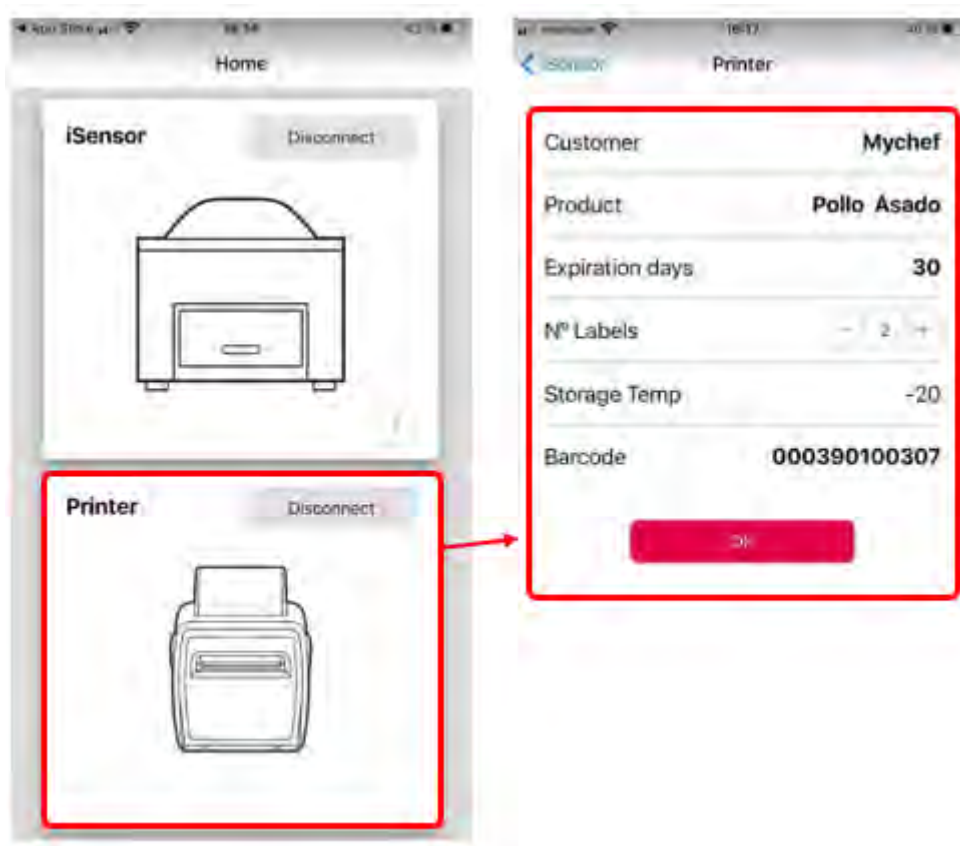 Home
iSensor
Disconnect
Printer
Disconnect
Printer
Customer Mychef
Product Pollo Asado
Expiration days 30
Nº Labels - 2 +
Storage Temp -20
Barcode 000390100307
OK